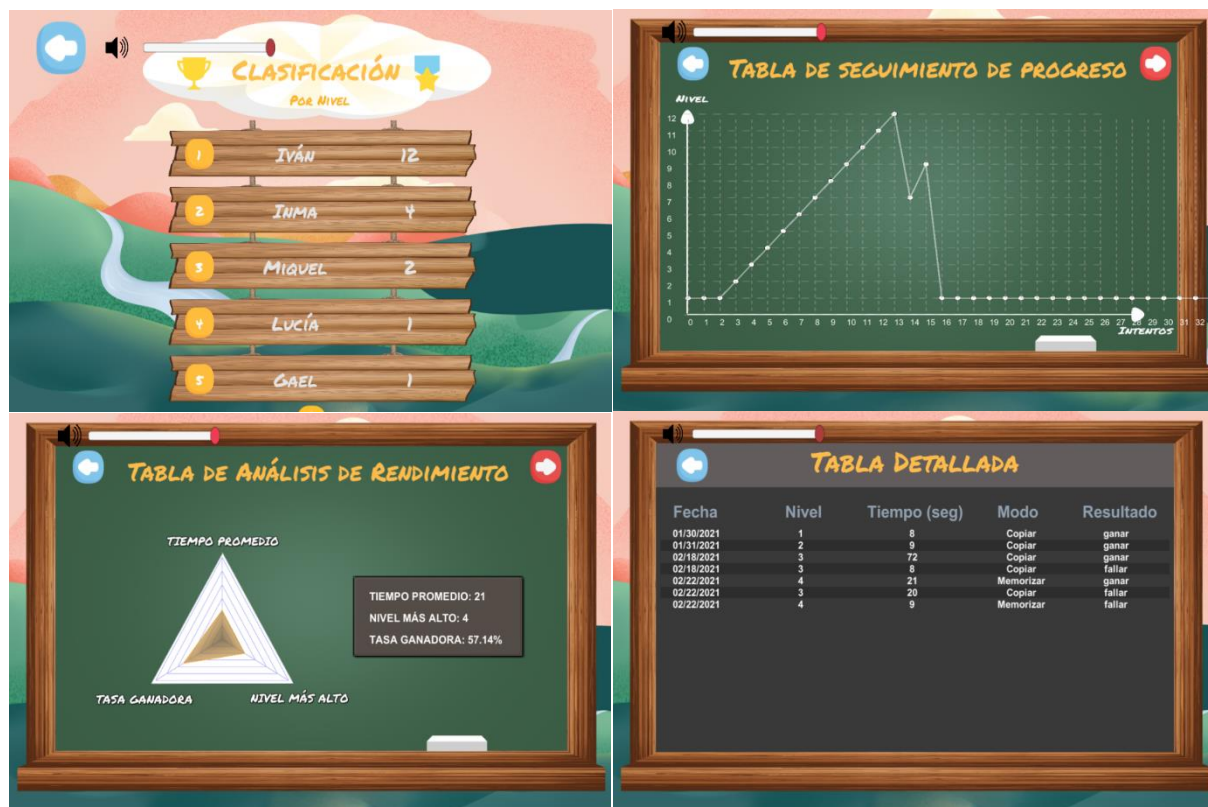 CLASIFICACIÓN
POR NIVEL
1 IVÁN 12
2 INMA 4
3 MIQUEL 2
4 LUCÍA 1
5 GAEL 1
TABLA DE SEGUIMIENTO DE PROGRESO
NIVEL
12
11
10
9
8
7
6
5
4
3
2
1
0
0 1 2 3 4 5 6 7 8 9 10 11 12 13 14 15 16 17 18 19 20 21 22 23 24 25 26 27 28 29 30 31 32
INTENTOS
TABLA DE ANÁLISIS DE RENDIMIENTO
TIEMPO PROMEDIO
TASA GANADORA
NIVEL MÁS ALTO
TIEMPO PROMEDIO: 21
NIVEL MÁS ALTO: 4
TASA GANADORA: 57.14%
TABLA DETALLADA
Fecha Nivel Tiempo (seg) Modo Resultado
01/30/2021 1 8 Copiar ganar
01/31/2021 2 9 Copiar ganar
02/18/2021 3 72 Copiar ganar
02/18/2021 3 8 Copiar fallar
02/22/2021 4 21 Memorizar ganar
02/22/2021 3 20 Copiar fallar
02/22/2021 4 9 Memorizar fallar